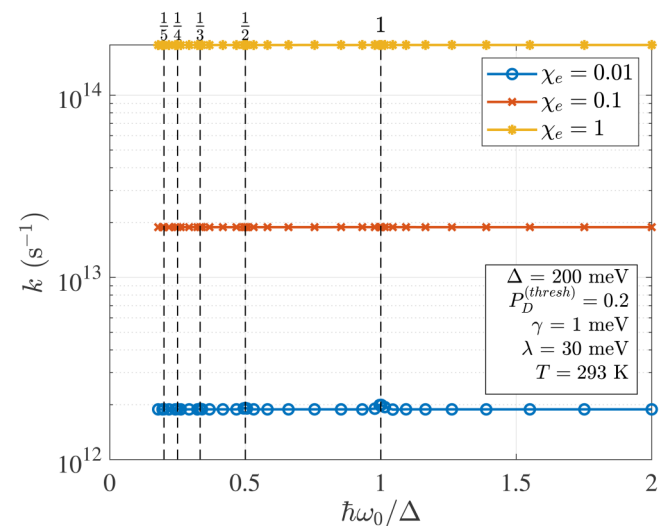 1/5 1/4 1/3 1/2 1
10^14
10^13
10^12
k (s^−1)
χ_e = 0.01
χ_e = 0.1
χ_e = 1
Δ = 200 meV
P_D^(thresh) = 0.2
γ = 1 meV
λ = 30 meV
T = 293 K
0 0.5 1 1.5 2
ħω_0/Δ